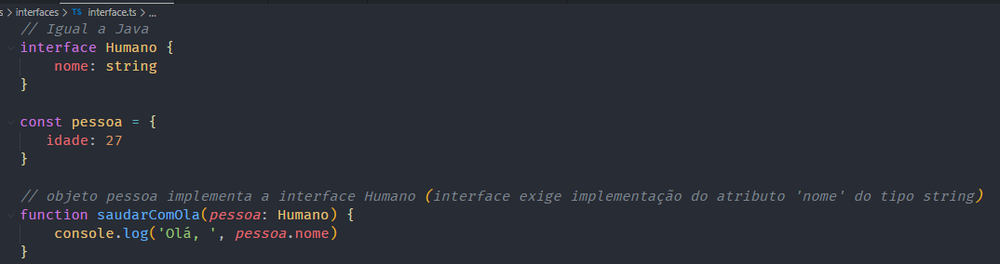 s > interfaces > TS interface.ts > ...
// Igual a Java
interface Humano {
    nome: string
}
const pessoa = {
   idade: 27
}
// objeto pessoa implementa a interface Humano (interface exige implementação do atributo 'nome' do tipo string)
function saudarComOla(pessoa: Humano) {
    console.log('Olá, ', pessoa.nome)
}